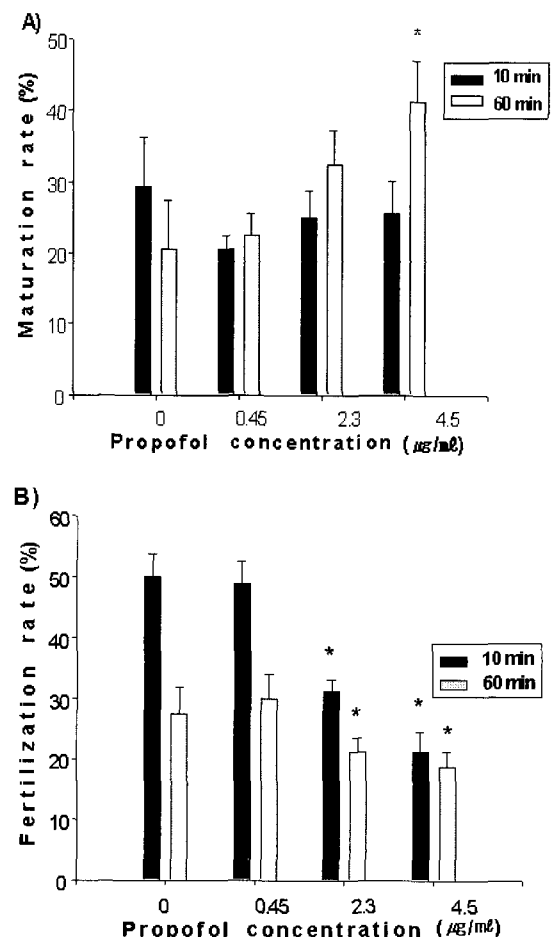 A)
*
10 min
60 min
Maturation rate (%)
50
40
30
20
10
0
0 0.45 2.3 4.5
Propofol concentration (㎍/㎖)
B)
60
50
40
30
20
10
0
Fertilization rate (%)
10 min
60 min
* * * *
0 0.45 2.3 4.5
Propofol concentration (㎍/㎖)